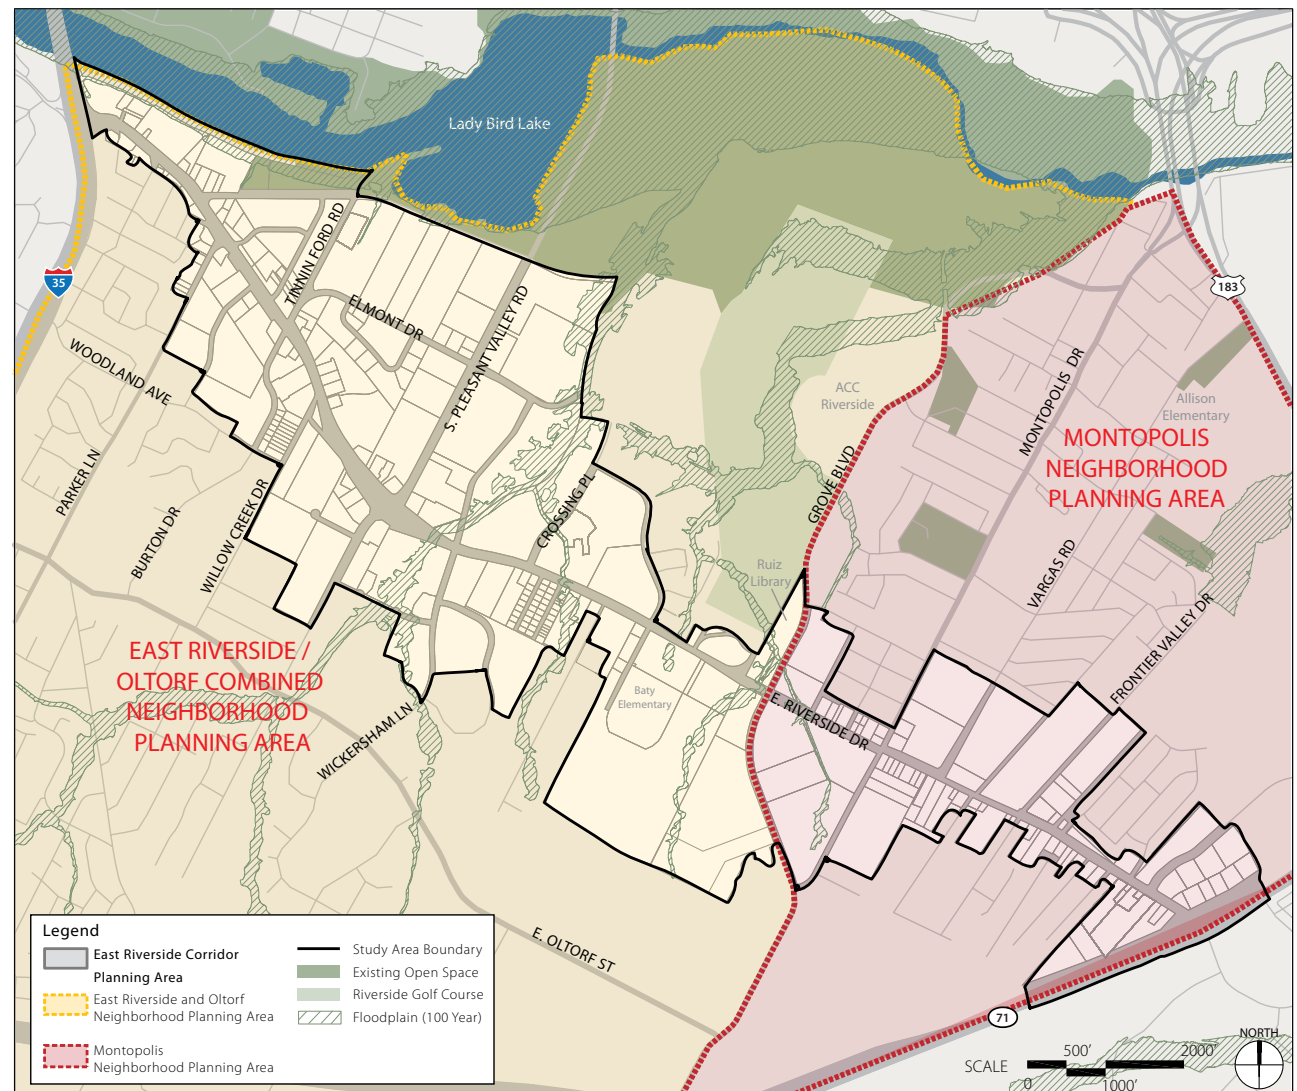 Lady Bird Lake
35
183
TINNIN FORD RD
ELMONT DR
S. PLEASANT VALLEY RD
WOODLAND AVE
PARKER LN
BURTON DR
WILLOW CREEK DR
CROSSING PL
ACC
Riverside
GROVE BLVD
MONTOPOLIS DR
Allison
Elementary
MONTOPOLIS
NEIGHBORHOOD
PLANNING AREA
VARGAS RD
FRONTIER VALLEY DR
Ruiz
Library
EAST RIVERSIDE /
OLTORF COMBINED
NEIGHBORHOOD
PLANNING AREA
WICKERSHAM LN
Baty
Elementary
E. RIVERSIDE DR
E. OLTORF ST
71
Legend
East Riverside Corridor
Planning Area
East Riverside and Oltorf
Neighborhood Planning Area
Montopolis
Neighborhood Planning Area
Study Area Boundary
Existing Open Space
Riverside Golf Course
Floodplain (100 Year)
SCALE
0
500'
1000'
2000'
NORTH